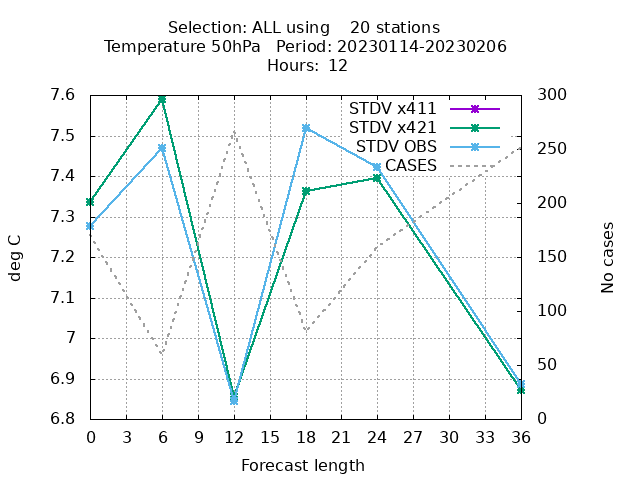 Selection: ALL using    20 stations
Temperature 50hPa   Period: 20230114-20230206
Hours: 12
STDV x411
STDV x421
STDV OBS
CASES
7.6
7.5
7.4
7.3
7.2
7.1
7
6.9
6.8
deg C
300
250
200
150
100
50
0
No cases
0 3 6 9 12 15 18 21 24 27 30 33 36
Forecast length